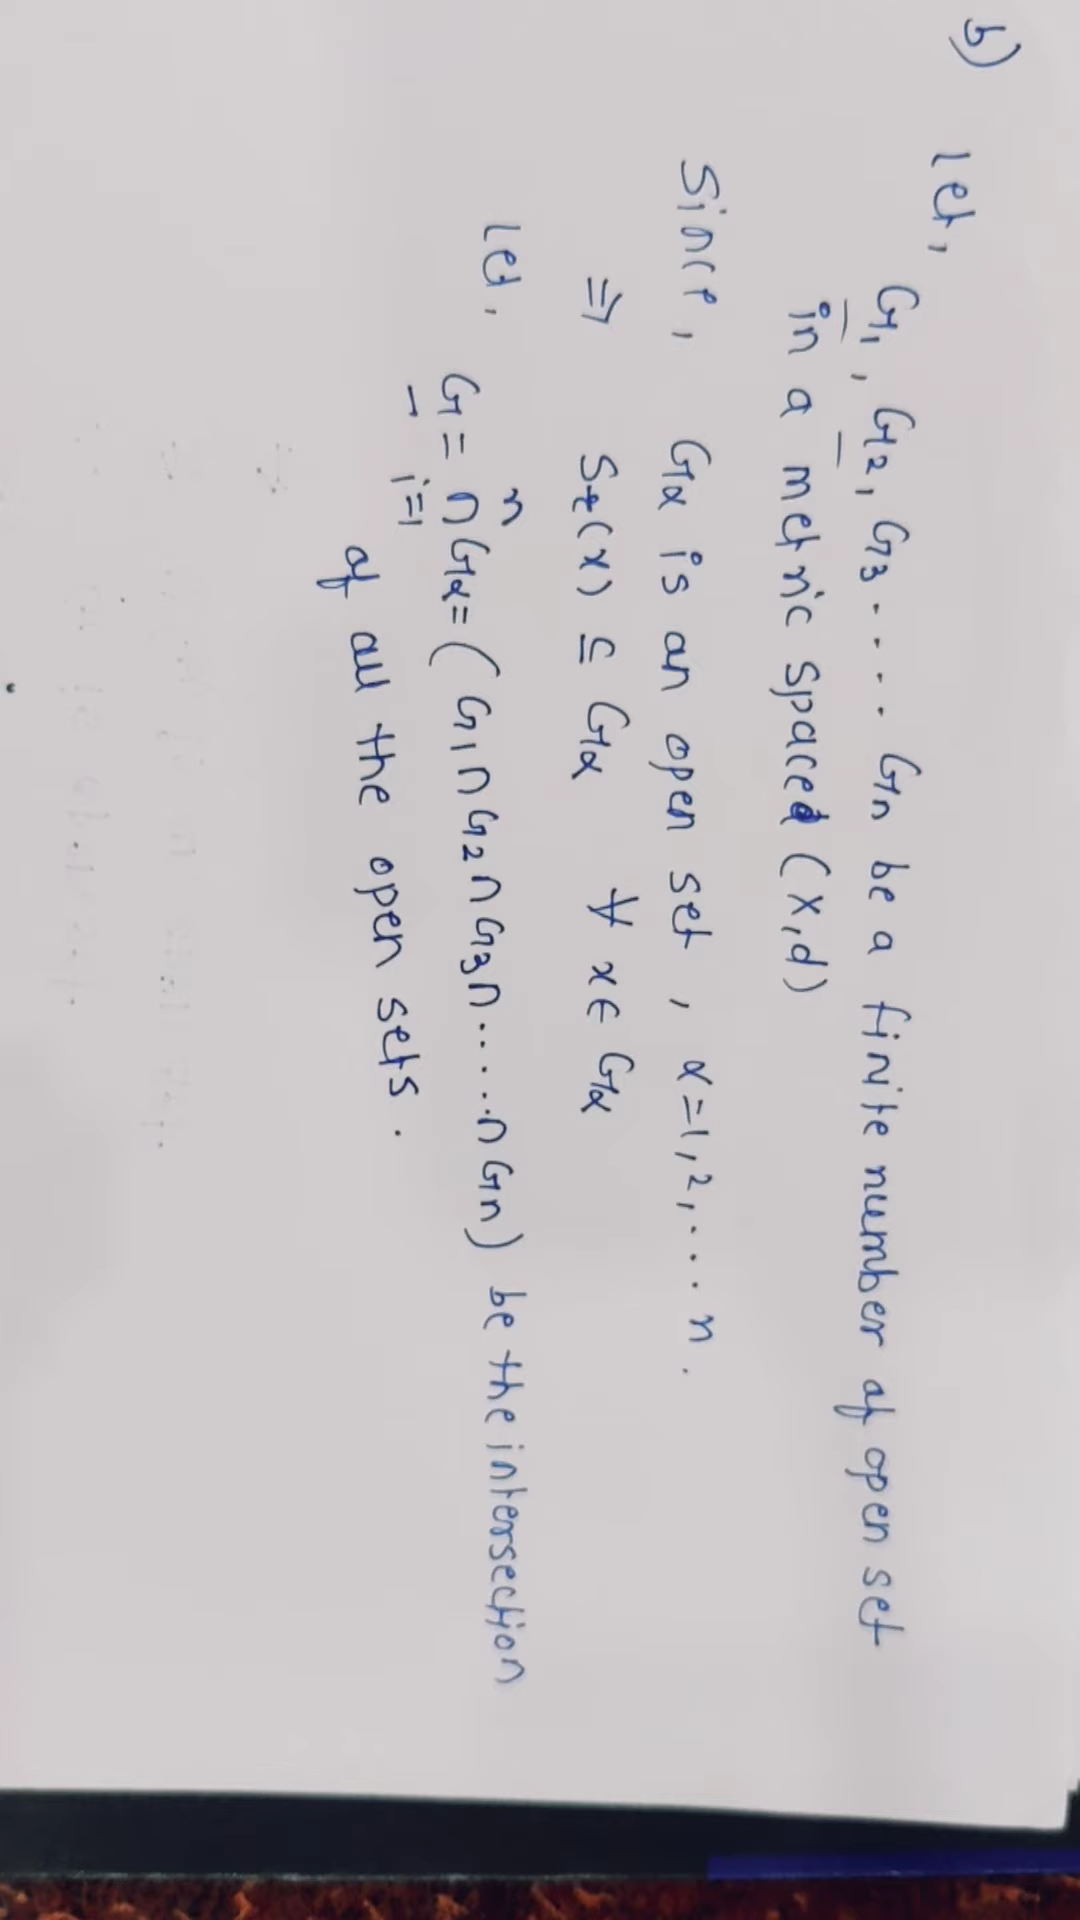 b)
Let,
G₁, G₂, G₃ .... Gn be a finite number of open set
in a metric space (x,d)
Since, Gα is an open set, α=1,2,...n.
⇒ Sr(x) ⊆ Gα ∀ x∈ Gα
Let, G = ∩ⁿᵢ₌₁ Gα = (G₁∩G₂∩G₃∩.....∩Gn) be the intersection
of all the open sets.